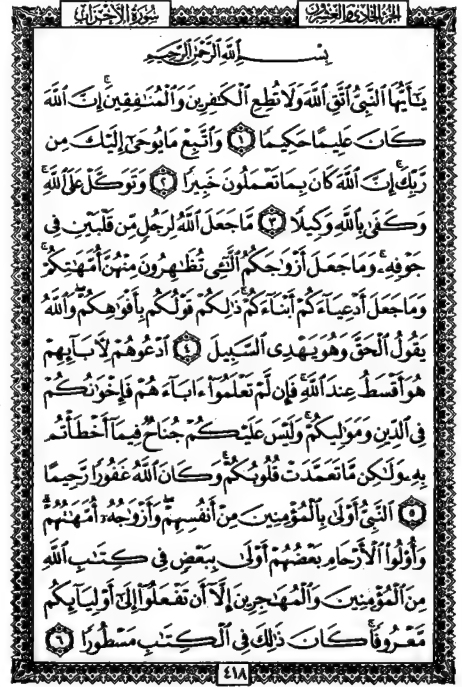 الجزء الحادي والعشرون
سورة الأحزاب
بِسْمِ اللَّهِ الرَّحْمَٰنِ الرَّحِيمِ
يَٰٓأَيُّهَا ٱلنَّبِيُّ ٱتَّقِ ٱللَّهَ وَلَا تُطِعِ ٱلْكَٰفِرِينَ وَٱلْمُنَٰفِقِينَۗ إِنَّ ٱللَّهَ
كَانَ عَلِيمًا حَكِيمًا ١ وَٱتَّبِعْ مَا يُوحَىٰٓ إِلَيْكَ مِن
رَّبِّكَۚ إِنَّ ٱللَّهَ كَانَ بِمَا تَعْمَلُونَ خَبِيرًا ٢ وَتَوَكَّلْ عَلَى ٱللَّهِۚ
وَكَفَىٰ بِٱللَّهِ وَكِيلًا ٣ مَّا جَعَلَ ٱللَّهُ لِرَجُلٍ مِّن قَلْبَيْنِ فِي
جَوْفِهِۦۚ وَمَا جَعَلَ أَزْوَٰجَكُمُ ٱلَّٰٓـِٔي تُظَٰهِرُونَ مِنْهُنَّ أُمَّهَٰتِكُمْۚ
وَمَا جَعَلَ أَدْعِيَآءَكُمْ أَبْنَآءَكُمْۚ ذَٰلِكُمْ قَوْلُكُم بِأَفْوَٰهِكُمْۖ وَٱللَّهُ
يَقُولُ ٱلْحَقَّ وَهُوَ يَهْدِي ٱلسَّبِيلَ ٤ ٱدْعُوهُمْ لِأٓبَآئِهِمْ
هُوَ أَقْسَطُ عِندَ ٱللَّهِۚ فَإِن لَّمْ تَعْلَمُوٓا۟ ءَابَآءَهُمْ فَإِخْوَٰنُكُمْ
فِي ٱلدِّينِ وَمَوَٰلِيكُمْۚ وَلَيْسَ عَلَيْكُمْ جُنَاحٌ فِيمَآ أَخْطَأْتُم
بِهِۦ وَلَٰكِن مَّا تَعَمَّدَتْ قُلُوبُكُمْۚ وَكَانَ ٱللَّهُ غَفُورًا رَّحِيمًا
٥ ٱلنَّبِيُّ أَوْلَىٰ بِٱلْمُؤْمِنِينَ مِنْ أَنفُسِهِمْۖ وَأَزْوَٰجُهُۥٓ أُمَّهَٰتُهُمْۗ
وَأُو۟لُوا۟ ٱلْأَرْحَامِ بَعْضُهُمْ أَوْلَىٰ بِبَعْضٍ فِي كِتَٰبِ ٱللَّهِ
مِنَ ٱلْمُؤْمِنِينَ وَٱلْمُهَٰجِرِينَ إِلَّآ أَن تَفْعَلُوٓا۟ إِلَىٰٓ أَوْلِيَآئِكُم
مَّعْرُوفًاۚ كَانَ ذَٰلِكَ فِي ٱلْكِتَٰبِ مَسْطُورًا ٦
٤١٨